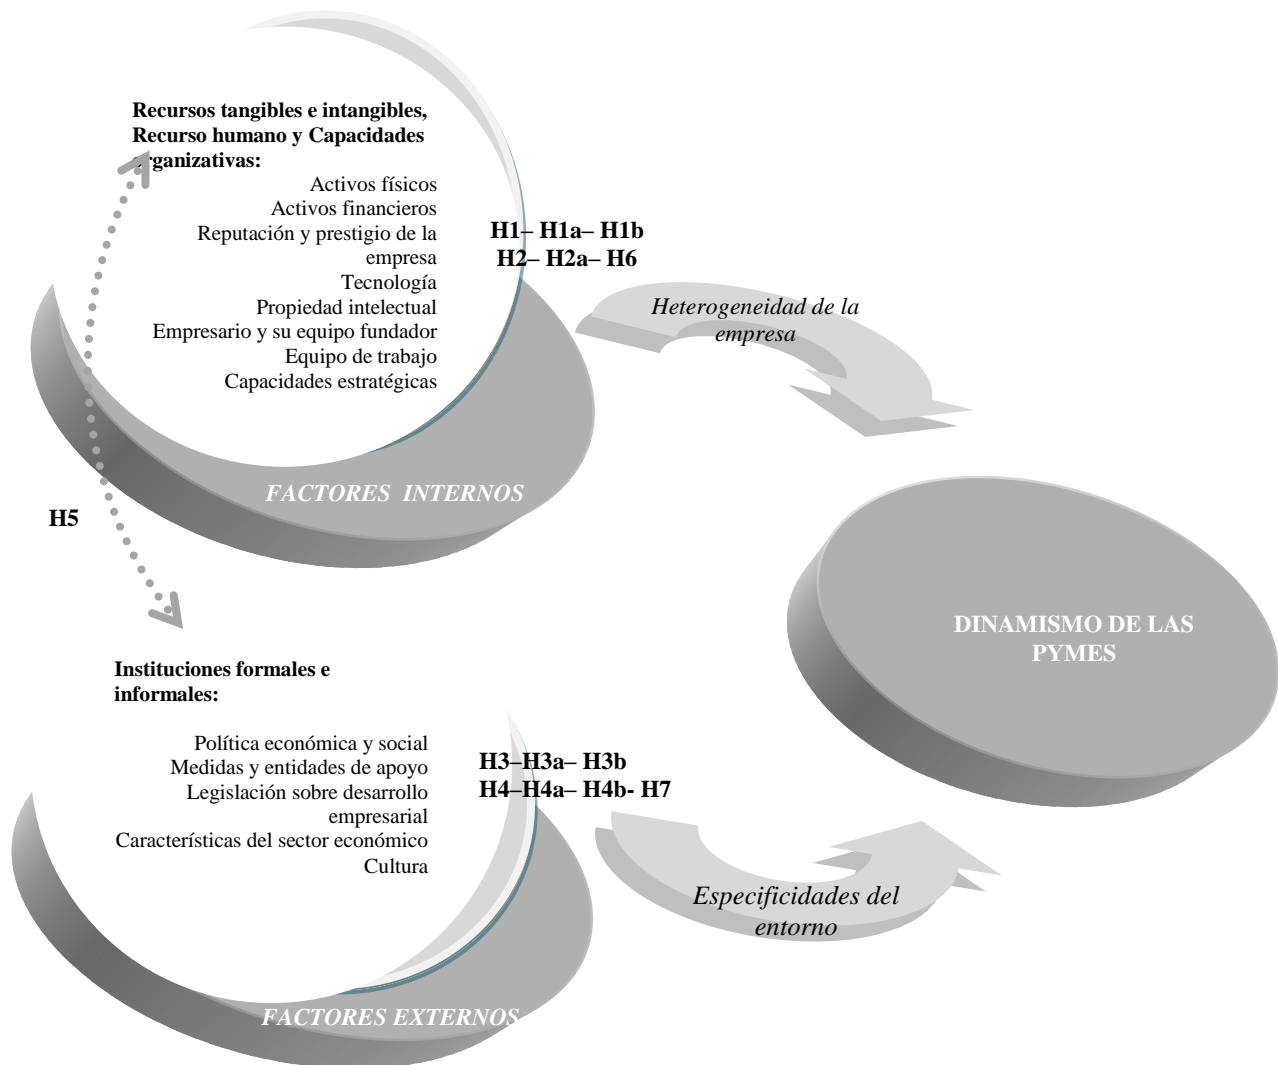 Recursos tangibles e intangibles,
Recurso humano y Capacidades
organizativas:
Activos físicos
Activos financieros
Reputación y prestigio de la
empresa
Tecnología
Propiedad intelectual
Empresario y su equipo fundador
Equipo de trabajo
Capacidades estratégicas
H1– H1a– H1b
H2– H2a– H6
Heterogeneidad de la
empresa
FACTORES INTERNOS
H5
DINAMISMO DE LAS
PYMES
Instituciones formales e
informales:
Política económica y social
Medidas y entidades de apoyo
Legislación sobre desarrollo
empresarial
Características del sector económico
Cultura
H3–H3a– H3b
H4–H4a– H4b- H7
Especificidades del
entorno
FACTORES EXTERNOS